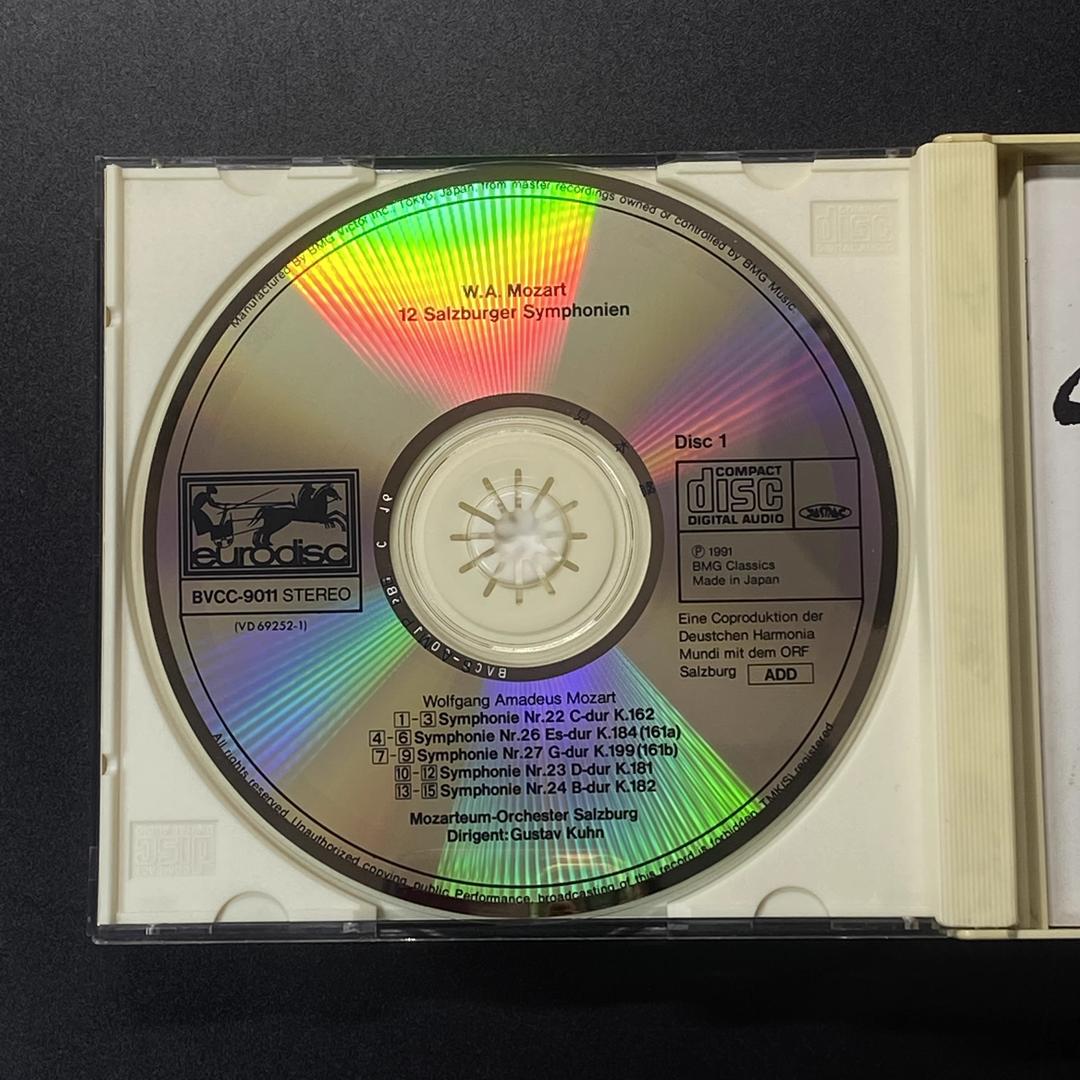 Manufactured By BMG Victor Inc., Tokyo, Japan, from master recordings owned or controlled by BMG Music
W.A. Mozart
12 Salzburger Symphonien
Disc 1
COMPACT
disc
DIGITAL AUDIO
eurodisc
BVCC-9011 STEREO
(VD 69252-1)
Ⓟ 1991
BMG Classics
Made in Japan
Eine Coproduktion der
Deustchen Harmonia
Mundi mit dem ORF
Salzburg ADD
Wolfgang Amadeus Mozart
1-3 Symphonie Nr.22 C-dur K.162
4-6 Symphonie Nr.26 Es-dur K.184(161a)
7-9 Symphonie Nr.27 G-dur K.199(161b)
10-12 Symphonie Nr.23 D-dur K.181
13-15 Symphonie Nr.24 B-dur K.182
Mozarteum-Orchester Salzburg
Dirigent: Gustav Kuhn
All rights reserved. Unauthorized copying, public Performance, broadcasting of this record is forbidden. TMK(S) registered
disc
DIGITAL AUDIO